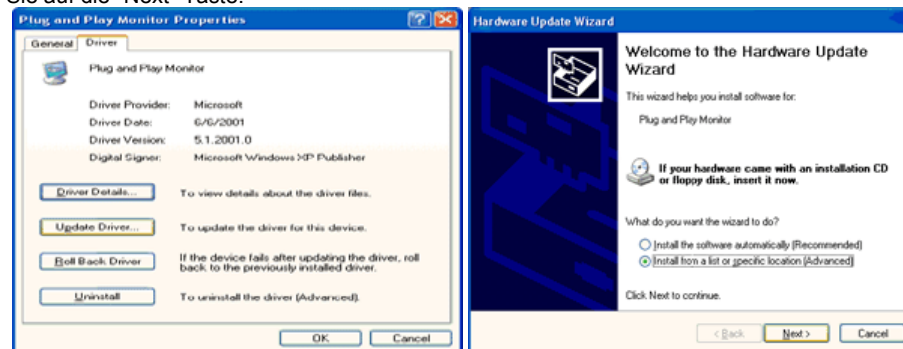 Sie auf die "Next" Taste.
Plug and Play Monitor Properties
General
Driver
Plug and Play Monitor
Driver Provider: Microsoft
Driver Date: 6/6/2001
Driver Version: 5.1.2001.0
Digital Signer: Microsoft Windows XP Publisher
Driver Details...
To view details about the driver files.
Update Driver...
To update the driver for this device.
Roll Back Driver
If the device fails after updating the driver, roll
back to the previously installed driver.
Uninstall
To uninstall the driver (Advanced).
OK
Cancel
Hardware Update Wizard
Welcome to the Hardware Update
Wizard
This wizard helps you install software for:
Plug and Play Monitor
If your hardware came with an installation CD
or floppy disk, insert it now.
What do you want the wizard to do?
Install the software automatically (Recommended)
Install from a list or specific location (Advanced)
Click Next to continue.
< Back
Next >
Cancel